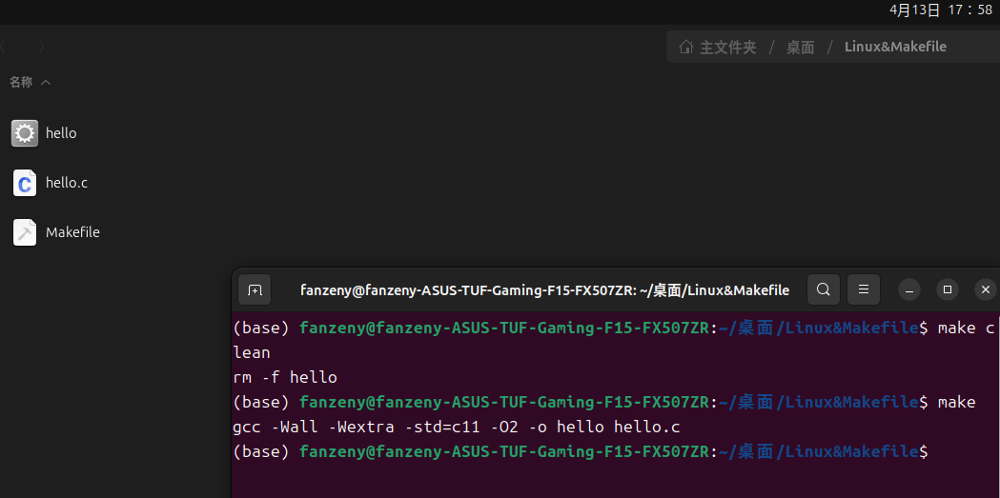 4月13日 17：58
主文件夹 / 桌面 / Linux&Makefile
名称
hello
hello.c
Makefile
fanzeny@fanzeny-ASUS-TUF-Gaming-F15-FX507ZR: ~/桌面/Linux&Makefile
(base) fanzeny@fanzeny-ASUS-TUF-Gaming-F15-FX507ZR:~/桌面/Linux&Makefile$ make c
lean
rm -f hello
(base) fanzeny@fanzeny-ASUS-TUF-Gaming-F15-FX507ZR:~/桌面/Linux&Makefile$ make
gcc -Wall -Wextra -std=c11 -O2 -o hello hello.c
(base) fanzeny@fanzeny-ASUS-TUF-Gaming-F15-FX507ZR:~/桌面/Linux&Makefile$